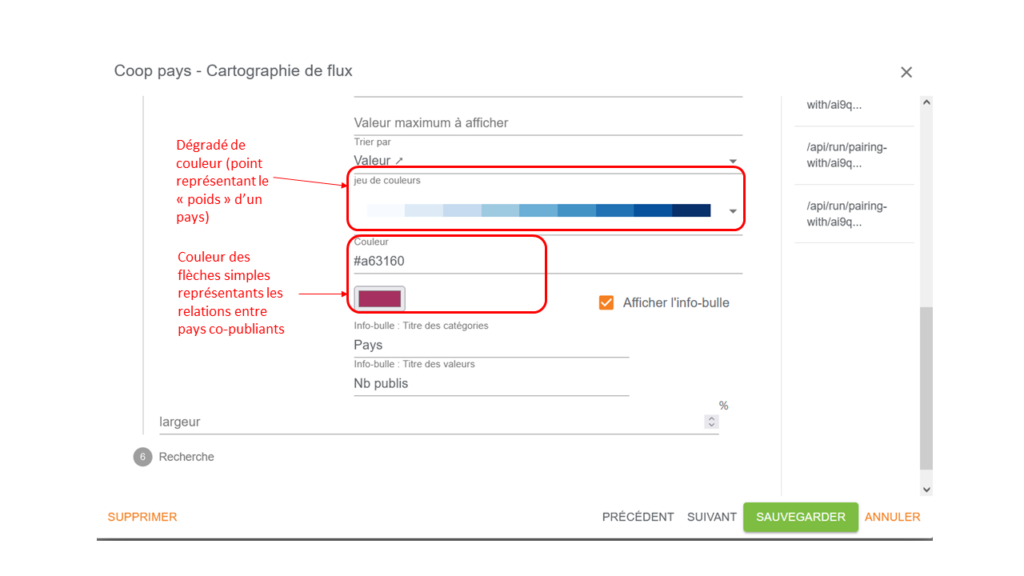 Coop pays - Cartographie de flux
with/ai9q...
Valeur maximum à afficher
Trier par
Valeur
/api/run/pairing-
with/ai9q...
Dégradé de
couleur (point
représentant le
« poids » d'un
pays)
jeu de couleurs
/api/run/pairing-
with/ai9q...
Couleur
#a63160
Couleur des
flèches simples
représentants les
relations entre
pays co-publiants
Afficher l'info-bulle
Info-bulle : Titre des catégories
Pays
Info-bulle : Titre des valeurs
Nb publis
%
largeur
6 Recherche
SUPPRIMER
PRÉCÉDENT SUIVANT SAUVEGARDER ANNULER